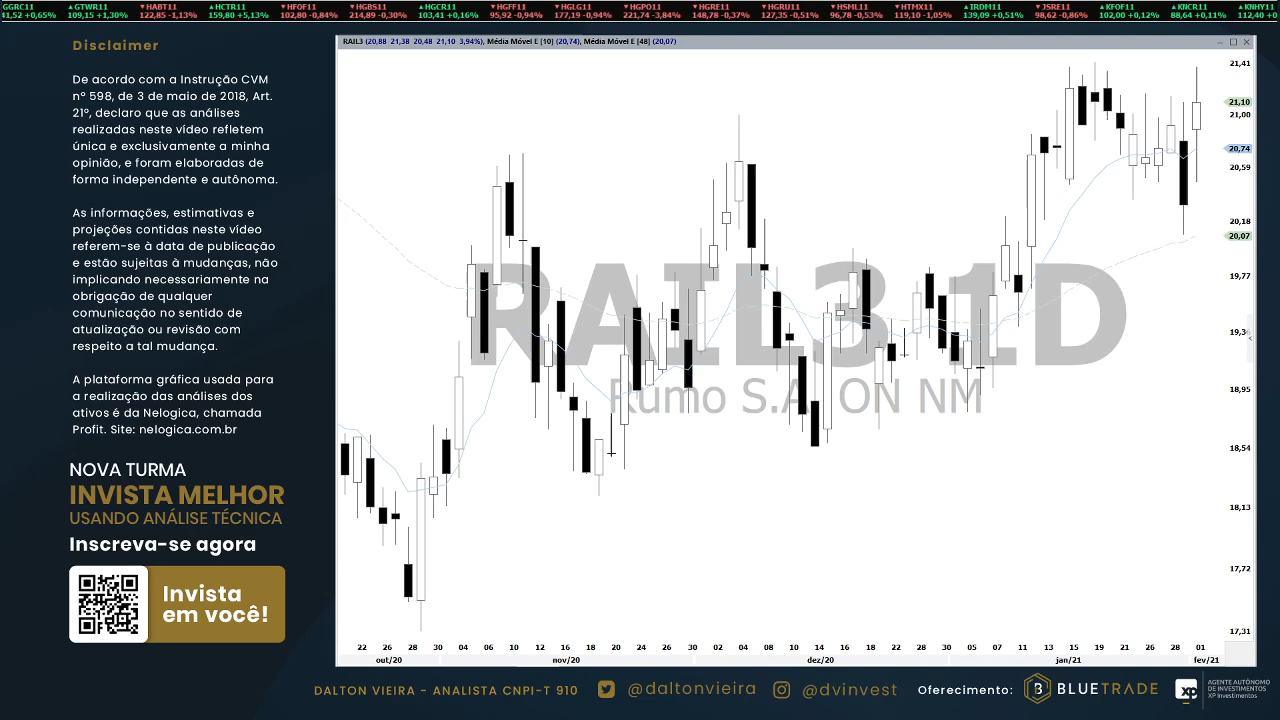 GGRC11 ▲GTWR11 ▼HABT11 ▲HCTR11 ▼HFOF11 ▼HGBS11 ▲HGCR11 ▼HGFF11 ▼HGLG11 ▼HGPO11 ▼HGRE11 ▼HGRU11 ▼HSML11 ▼HTMX11 ▲IRDM11 ▼JSRE11 ▲KFOF11 ▲KNCR11 ▲KNHY11
41,52 +0,65% 109,15 +1,30% 122,85 -1,13% 159,80 +5,13% 102,80 -0,84% 214,89 -0,30% 103,41 +0,16% 95,92 -0,94% 177,19 -0,94% 221,74 -3,84% 148,78 -0,37% 127,35 -0,51% 96,78 -0,53% 119,10 -1,05% 139,09 +0,51% 98,62 -0,86% 102,00 +0,12% 88,64 +0,11% 112,40 +0
Disclaimer
De acordo com a Instrução CVM
nº 598, de 3 de maio de 2018, Art.
21º, declaro que as análises
realizadas neste vídeo refletem
única e exclusivamente a minha
opinião, e foram elaboradas de
forma independente e autônoma.
As informações, estimativas e
projeções contidas neste vídeo
referem-se à data de publicação
e estão sujeitas à mudanças, não
implicando necessariamente na
obrigação de qualquer
comunicação no sentido de
atualização ou revisão com
respeito a tal mudança.
A plataforma gráfica usada para
a realização das análises dos
ativos é da Nelogica, chamada
Profit. Site: nelogica.com.br
NOVA TURMA
INVISTA MELHOR
USANDO ANÁLISE TÉCNICA
Inscreva-se agora
Invista
em você!
RAIL3 (20,88 21,38 20,48 21,10 3,94%), Média Móvel E [10] (20,74), Média Móvel E [48] (20,07)
RAIL3 1D
Rumo S.A. ON NM
21,41
21,10
21,00
20,74
20,59
20,18
20,07
19,77
19,3
18,95
18,54
18,13
17,72
17,31
22 26 28 30 04 06 10 12 16 18 20 24 26 30 02 04 08 10 14 16 18 22 28 30 05 07 11 13 15 19 21 26 28 01
out/20 nov/20 dez/20 jan/21 fev/21
DALTON VIEIRA - ANALISTA CNPI-T 910 @daltonvieira @dvinvest Oferecimento: BLUETRADE
xp
AGENTE AUTÔNOMO
DE INVESTIMENTOS
XP Investimentos